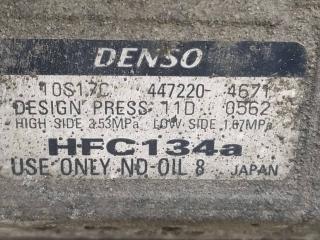 DENSO
10S17C 447220-4671
DESIGN PRESS 11D 0562
HIGH SIDE 3.53MPa LOW SIDE 1.67MPa
HFC134a
USE ONLY ND-OIL 8 JAPAN